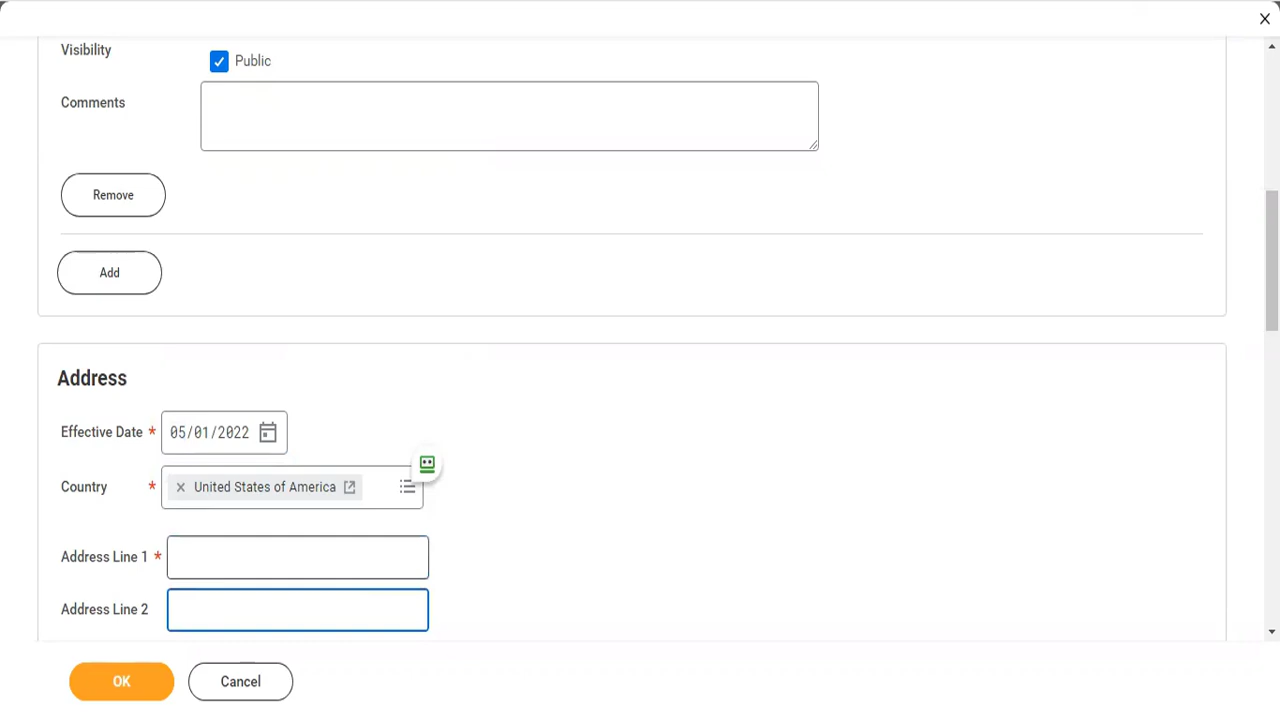 Visibility
Public
Comments
Remove
Add
Address
Effective Date * 05/01/2022
Country * × United States of America
Address Line 1 *
Address Line 2
OK Cancel